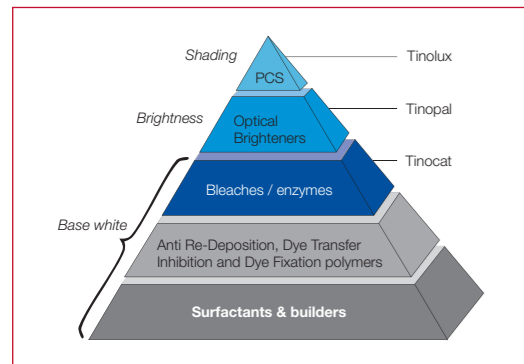 Shading
PCS
Tinolux
Brightness
Optical
Brighteners
Tinopal
Tinocat
Bleaches / enzymes
Base white
Anti Re-Deposition, Dye Transfer
Inhibition and Dye Fixation polymers
Surfactants & builders